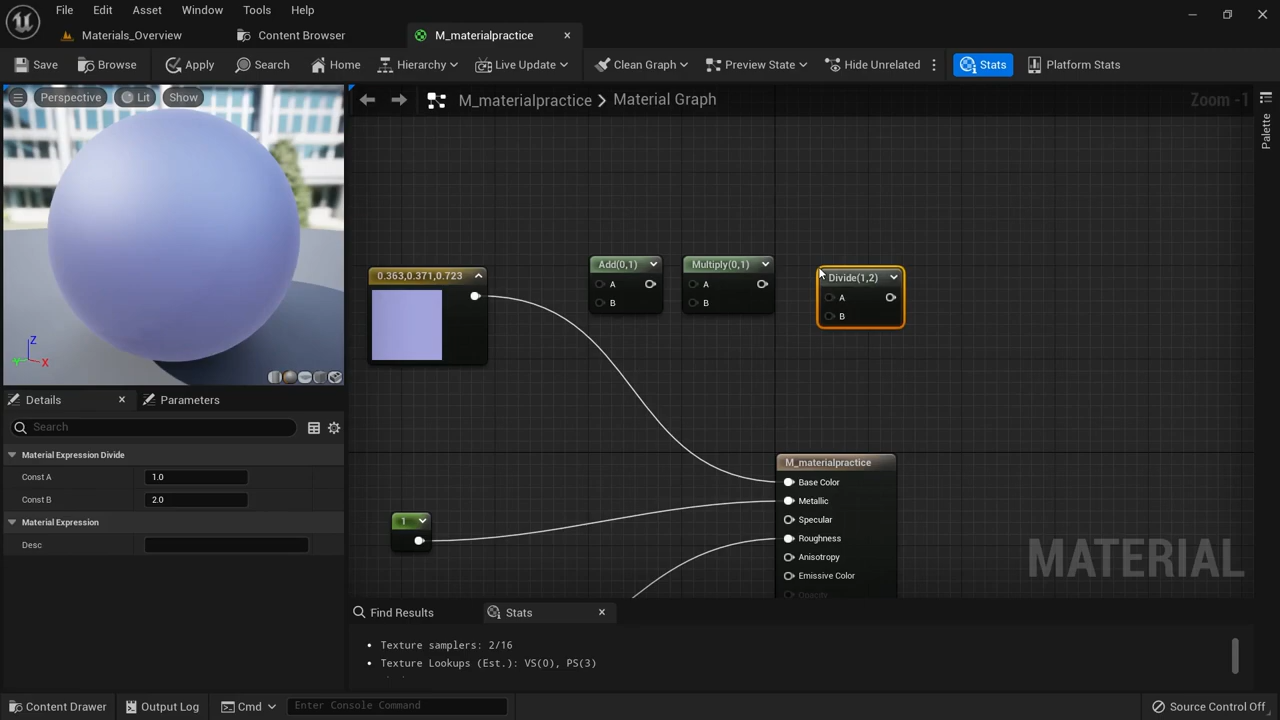 File Edit Window Tools Help
Materials_Overview Content Browser M_materialpractice
Save Browse Apply Search Home Hierarchy Live Update Clean Graph Preview State Hide Unrelated Stats Platform Stats
Perspective Lit Show
M_materialpractice > Material Graph
Zoom -1
Palette
0.363,0.371,0.723
Add(0,1)
A
B
Multiply(0,1)
A
B
Divide(1,2)
A
B
Z
Y X
Details Parameters
Search
Material Expression Divide
Const A 1.0
Const B 2.0
Material Expression
Desc
1
M_materialpractice
Base Color
Metallic
Specular
Roughness
Anisotropy
Emissive Color
Opacity
MATERIAL
Find Results Stats
Texture samplers: 2/16
Texture Lookups (Est.): VS(0), PS(3)
Content Drawer Output Log Cmd Enter Console Command Source Control Off